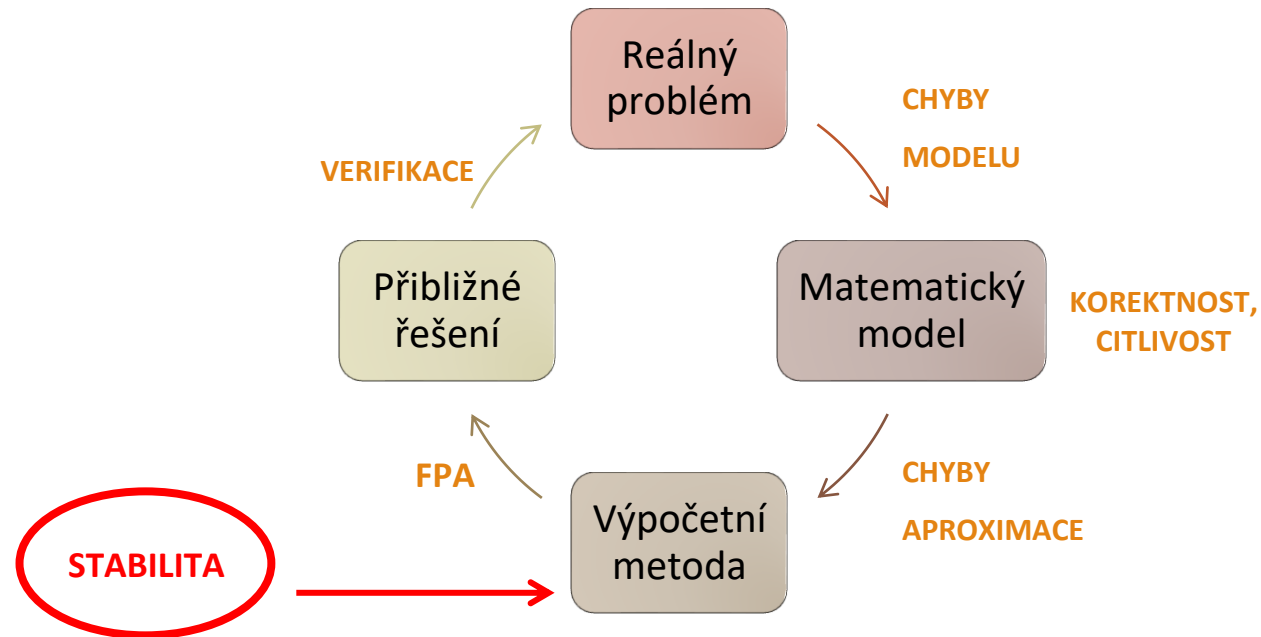 Reálný
problém
CHYBY
MODELU
VERIFIKACE
Přibližné
řešení
Matematický
model
KOREKTNOST,
CITLIVOST
FPA
CHYBY
APROXIMACE
Výpočetní
metoda
STABILITA